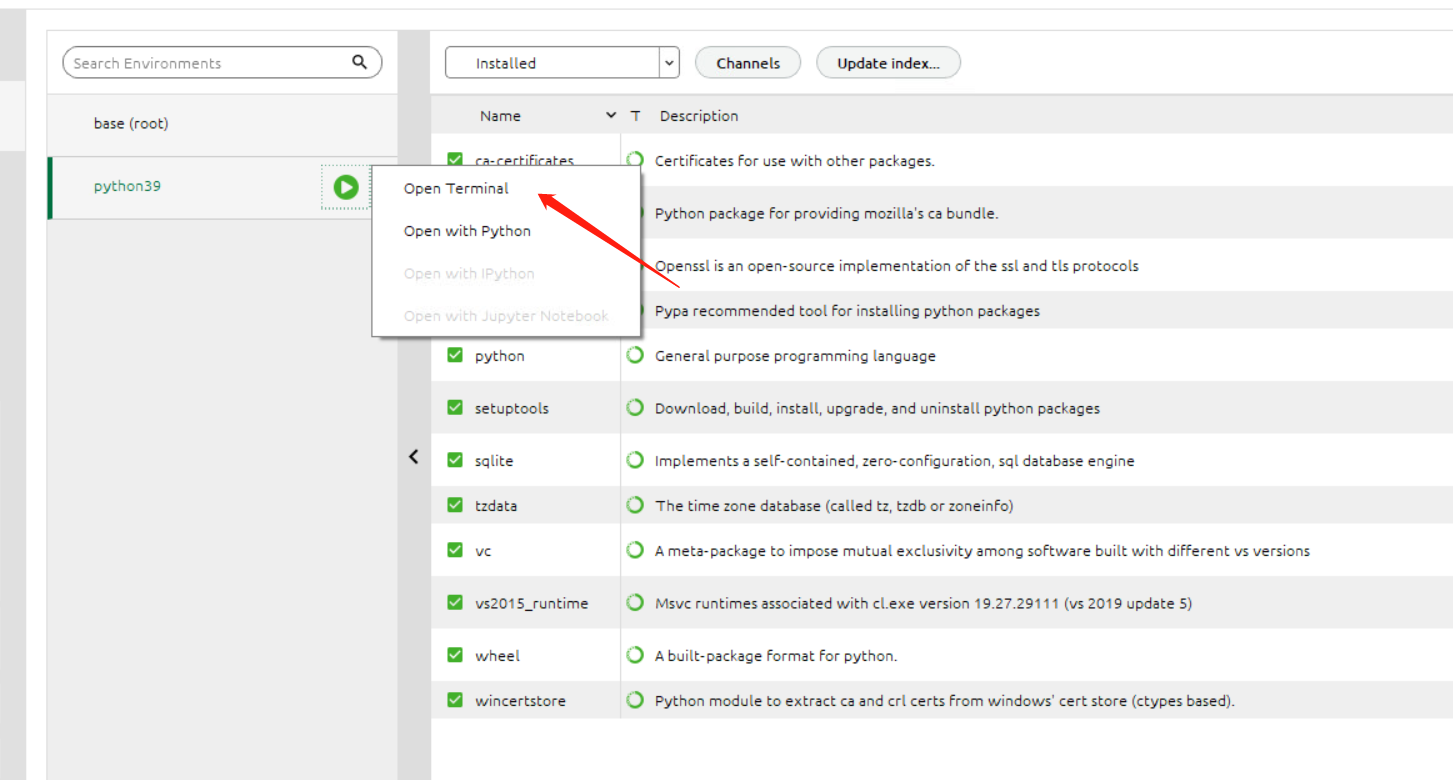 Search Environments
Installed
Channels
Update index...
base (root)
python39
Open Terminal
Open with Python
Open with IPython
Open with Jupyter Notebook
Name T Description
ca-certificates Certificates for use with other packages.
Python package for providing mozilla's ca bundle.
Openssl is an open-source implementation of the ssl and tls protocols
Pypa recommended tool for installing python packages
python General purpose programming language
setuptools Download, build, install, upgrade, and uninstall python packages
sqlite Implements a self-contained, zero-configuration, sql database engine
tzdata The time zone database (called tz, tzdb or zoneinfo)
vc A meta-package to impose mutual exclusivity among software built with different vs versions
vs2015_runtime Msvc runtimes associated with cl.exe version 19.27.29111 (vs 2019 update 5)
wheel A built-package format for python.
wincertstore Python module to extract ca and crl certs from windows' cert store (ctypes based).